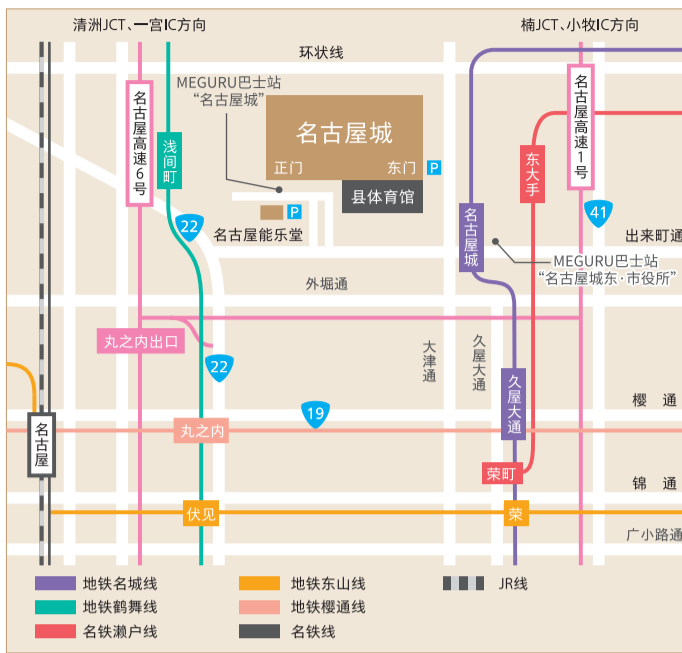 清洲JCT、一宫IC方向
楠JCT、小牧IC方向
环状线
MEGURU巴士站
“名古屋城”
名古屋高速6号
浅间町
名古屋城
正门
东门
P
县体育馆
P
名古屋能乐堂
22
东大手
名古屋高速1号
41
名古屋城
出来町通
MEGURU巴士站
“名古屋城东·市役所”
外堀通
丸之内出口
22
大津通
久屋大通
久屋大通
19
樱通
名古屋
丸之内
荣町
锦通
伏见
荣
广小路通
地铁名城线
地铁东山线
JR线
地铁鹤舞线
地铁樱通线
名铁濑户线
名铁线